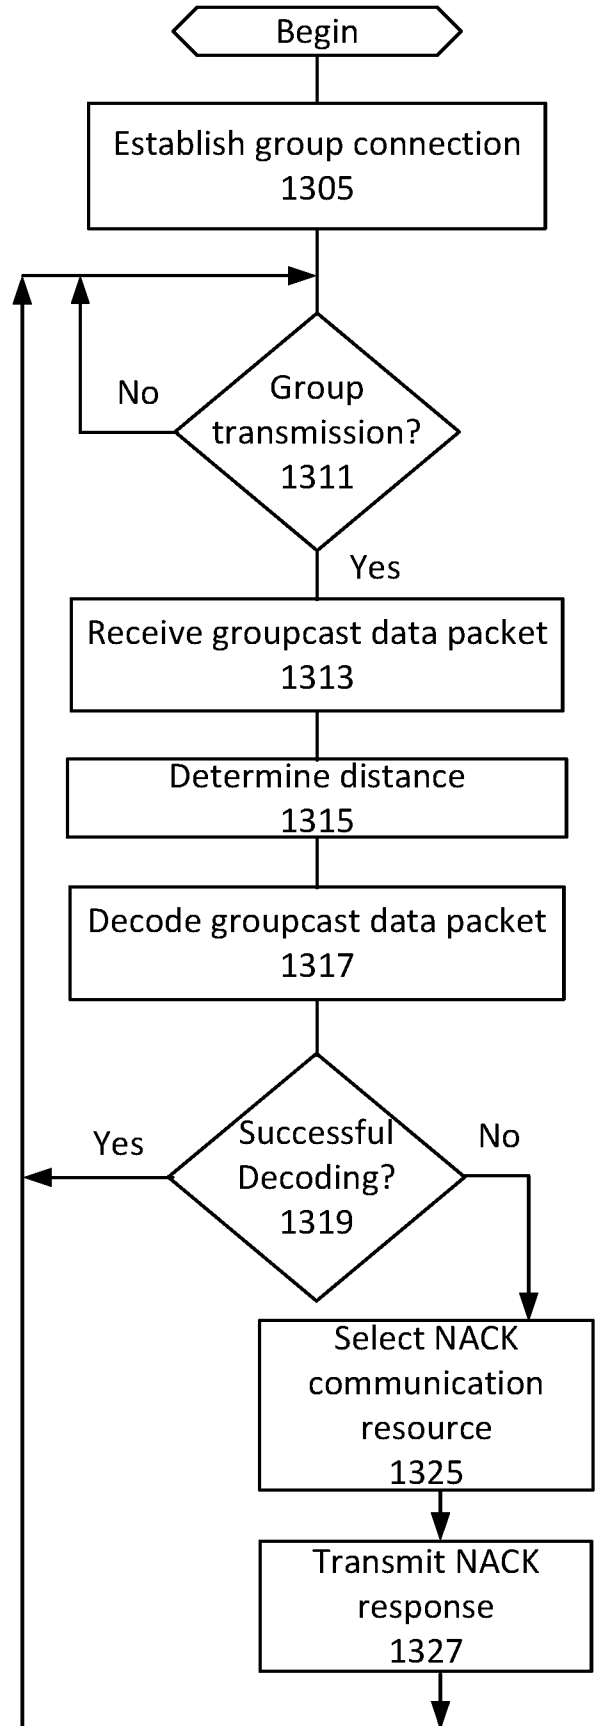 Begin
Establish group connection
1305
No
Group
transmission?
1311
Yes
Receive groupcast data packet
1313
Determine distance
1315
Decode groupcast data packet
1317
Yes
Successful
Decoding?
1319
No
Select NACK
communication
resource
1325
Transmit NACK
response
1327